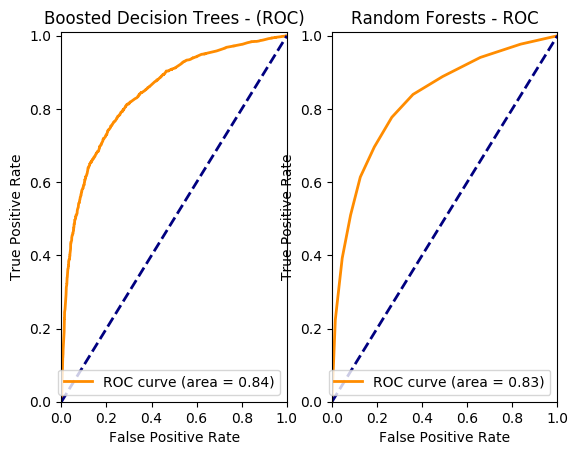 Boosted Decision Trees - (ROC)
True Positive Rate
1.0
0.8
0.6
0.4
0.2
0.0
ROC curve (area = 0.84)
0.0 0.2 0.4 0.6 0.8 1.0
False Positive Rate
Random Forests - ROC
True Positive Rate
1.0
0.8
0.6
0.4
0.2
0.0
ROC curve (area = 0.83)
0.0 0.2 0.4 0.6 0.8 1.0
False Positive Rate